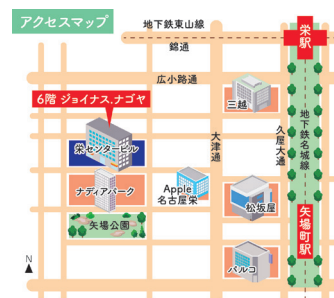 アクセスマップ
地下鉄東山線
栄駅
錦通
広小路通
6階 ジョイナス.ナゴヤ
三越
地下鉄名城線
大津通
久屋大通
栄センタービル
ナディアパーク
Apple
名古屋栄
松坂屋
矢場町駅
矢場公園
パルコ
N